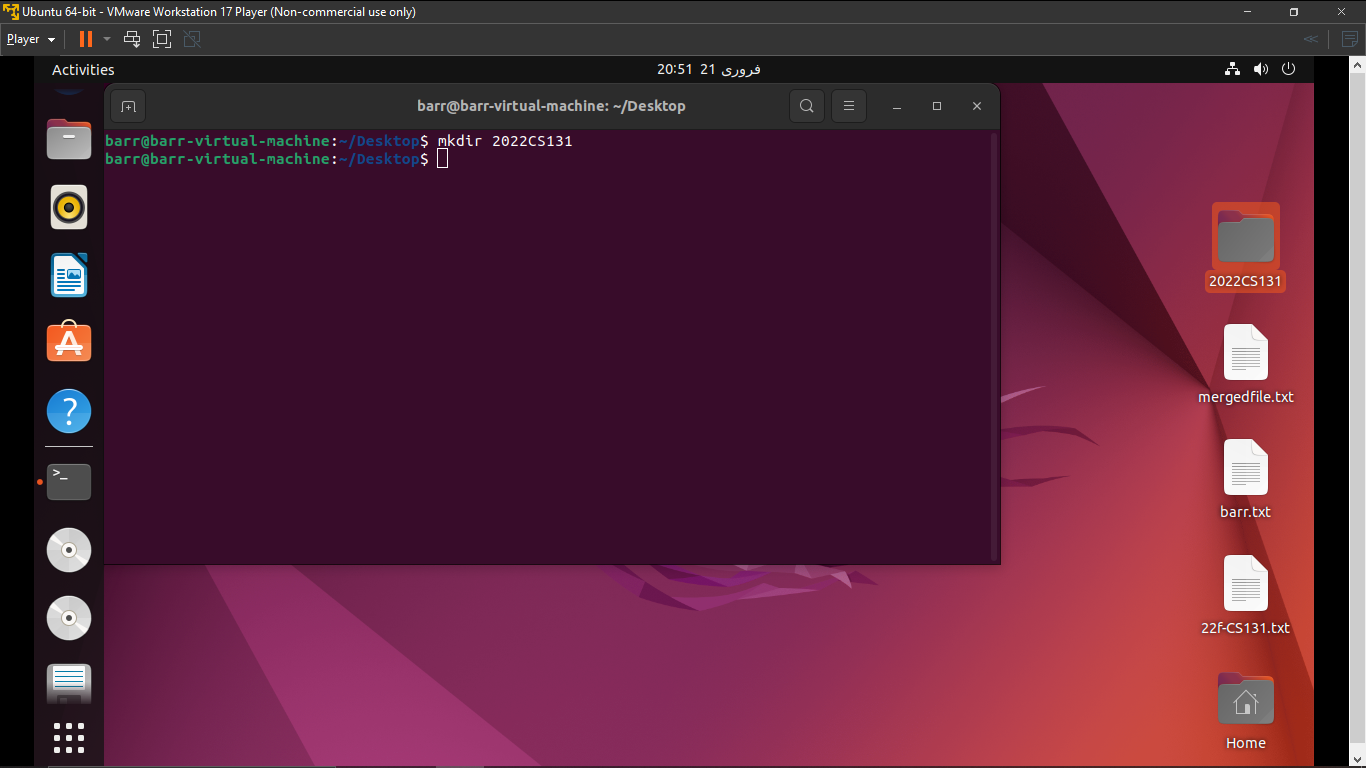 Ubuntu 64-bit - VMware Workstation 17 Player (Non-commercial use only)
Player
Activities
20:51 21 فروری
barr@barr-virtual-machine: ~/Desktop
barr@barr-virtual-machine:~/Desktop$ mkdir 2022CS131
barr@barr-virtual-machine:~/Desktop$
2022CS131
mergedfile.txt
barr.txt
22f-CS131.txt
Home